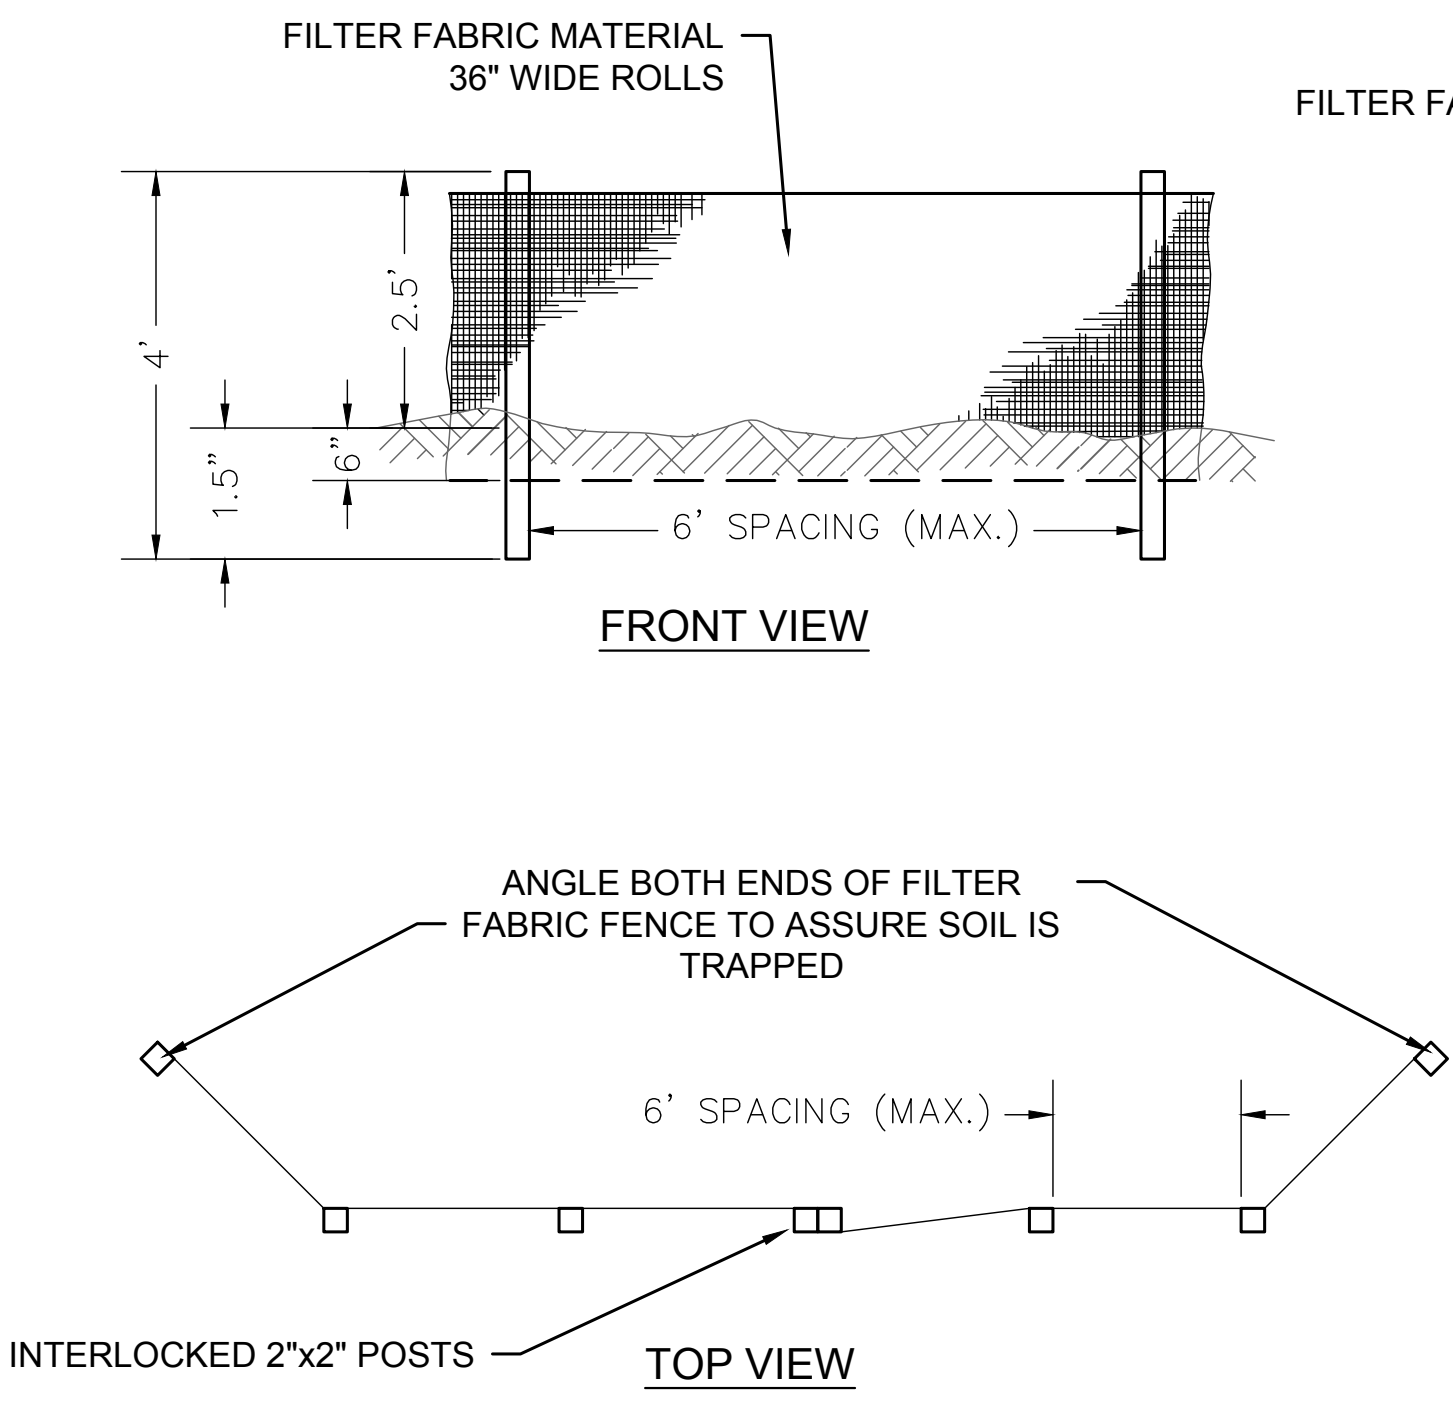 FILTER FABRIC MATERIAL
36" WIDE ROLLS
FILTER FA
2.5'
4'
6"
1.5"
6' SPACING (MAX.)
FRONT VIEW
ANGLE BOTH ENDS OF FILTER
FABRIC FENCE TO ASSURE SOIL IS
TRAPPED
6' SPACING (MAX.)
INTERLOCKED 2"x2" POSTS
TOP VIEW